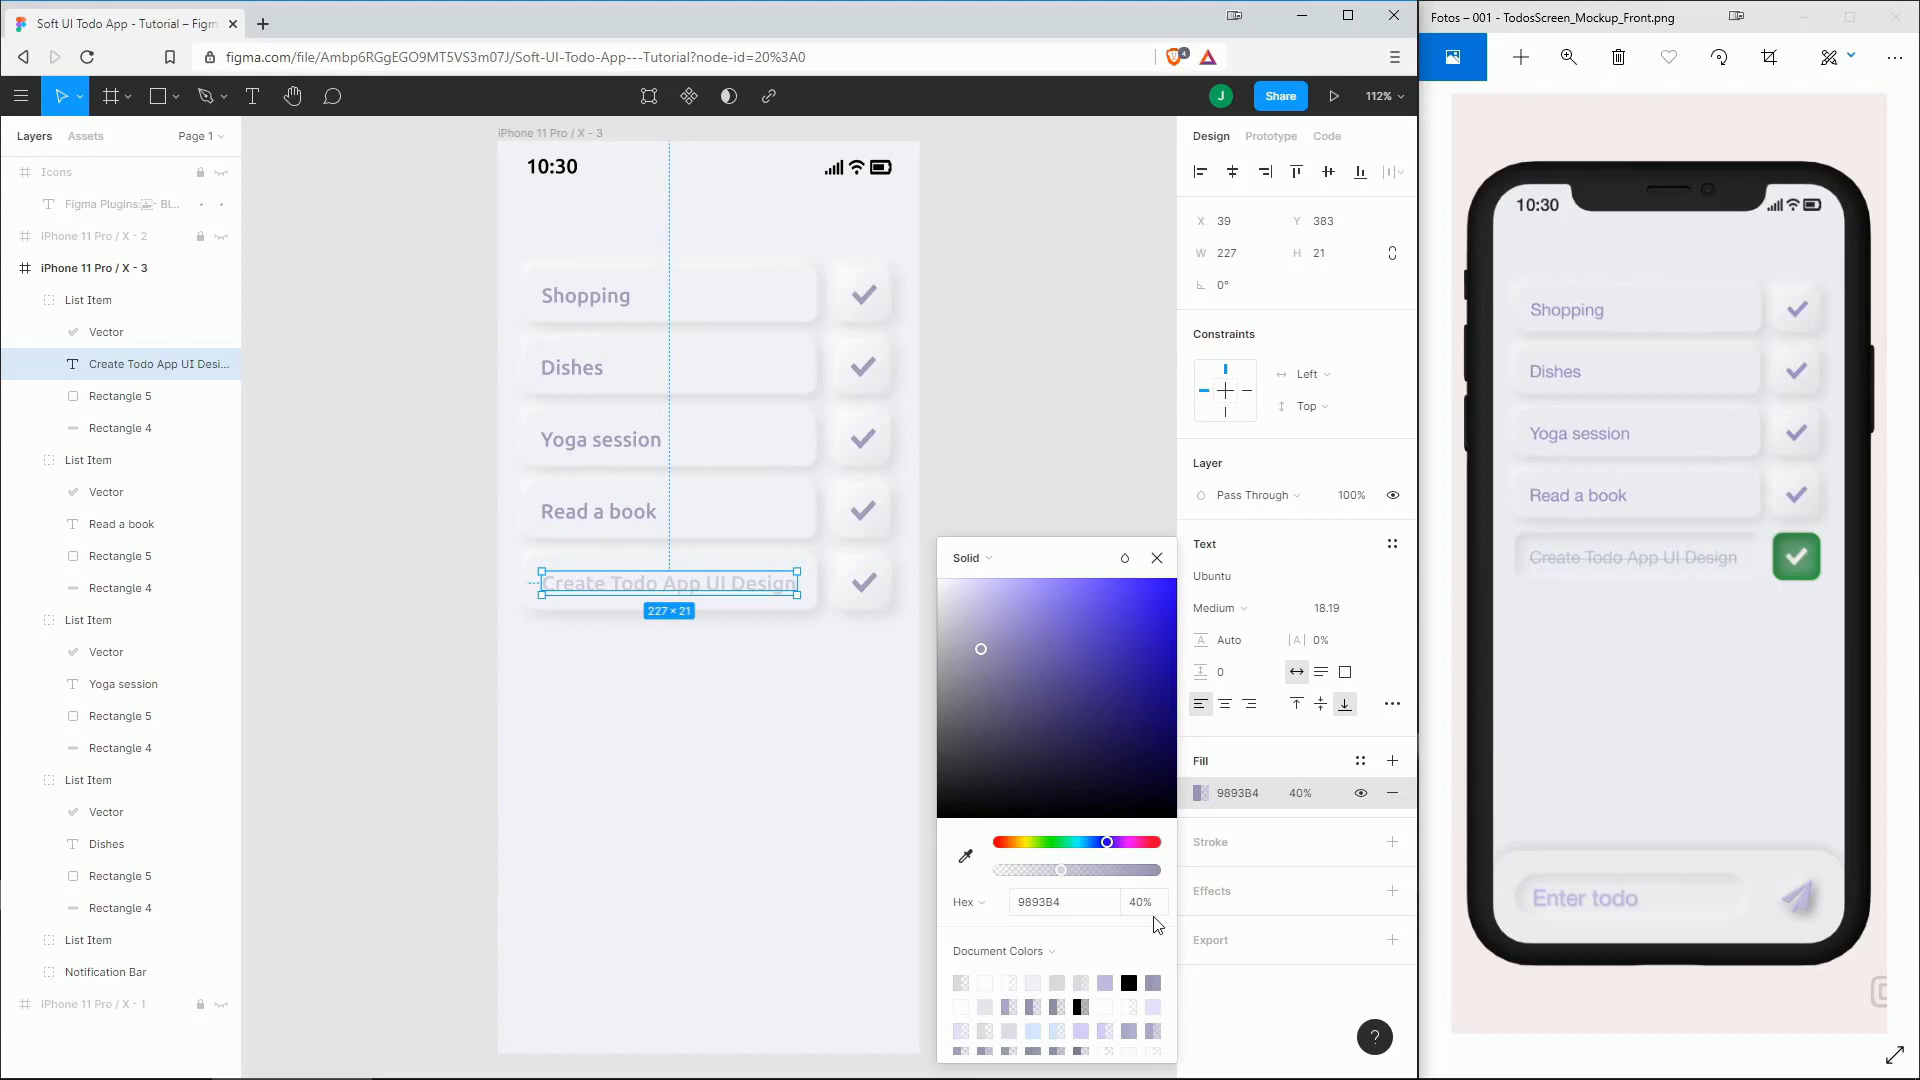 Soft UI Todo App - Tutorial – Figm
figma.com/file/Ambp6RGgEGO9MT5VS3m07J/Soft-UI-Todo-App---Tutorial?node-id=20%3A0
4
J
Share
112%
Layers
Assets
Page 1
Icons
Figma Plugins: - Bl...
iPhone 11 Pro / X - 2
iPhone 11 Pro / X - 3
List Item
Vector
Create Todo App UI Desi...
Rectangle 5
Rectangle 4
List Item
Vector
Read a book
Rectangle 5
Rectangle 4
List Item
Vector
Yoga session
Rectangle 5
Rectangle 4
List Item
Vector
Dishes
Rectangle 5
Rectangle 4
List Item
Notification Bar
iPhone 11 Pro / X - 1
iPhone 11 Pro / X - 3
10:30
Shopping
Dishes
Yoga session
Read a book
Create Todo App UI Design
227 × 21
Solid
Hex
9893B4
40%
Document Colors
Design
Prototype
Code
X 39
Y 383
W 227
H 21
0°
Constraints
Left
Top
Layer
Pass Through
100%
Text
Ubuntu
Medium
18.19
Auto
|A| 0%
0
Fill
9893B4
40%
Stroke
Effects
Export
?
Fotos – 001 - TodosScreen_Mockup_Front.png
10:30
Shopping
Dishes
Yoga session
Read a book
Create Todo App UI Design
Enter todo